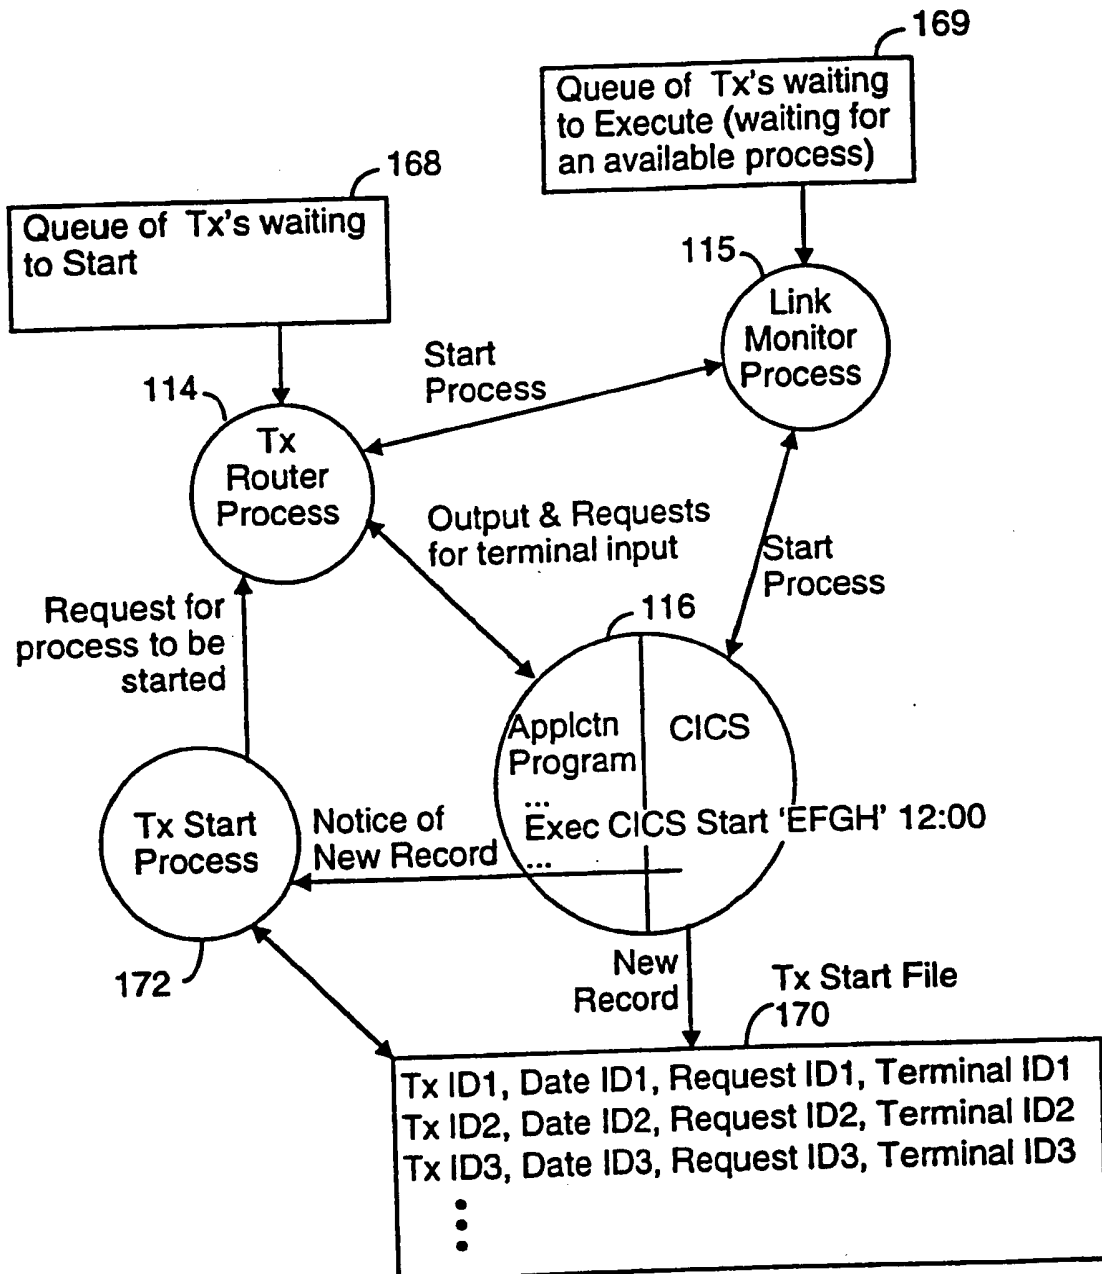 169
Queue of Tx's waiting
to Execute (waiting for
an available process)
168
Queue of Tx's waiting
to Start
115
Link
Monitor
Process
Start
Process
114
Tx
Router
Process
Output & Requests
for terminal input
Start
Process
Request for
process to be
started
116
Applctn
Program
...
CICS
Exec CICS Start 'EFGH' 12:00
...
Tx Start
Process
Notice of
New Record
172
New
Record
Tx Start File
170
Tx ID1, Date ID1, Request ID1, Terminal ID1
Tx ID2, Date ID2, Request ID2, Terminal ID2
Tx ID3, Date ID3, Request ID3, Terminal ID3